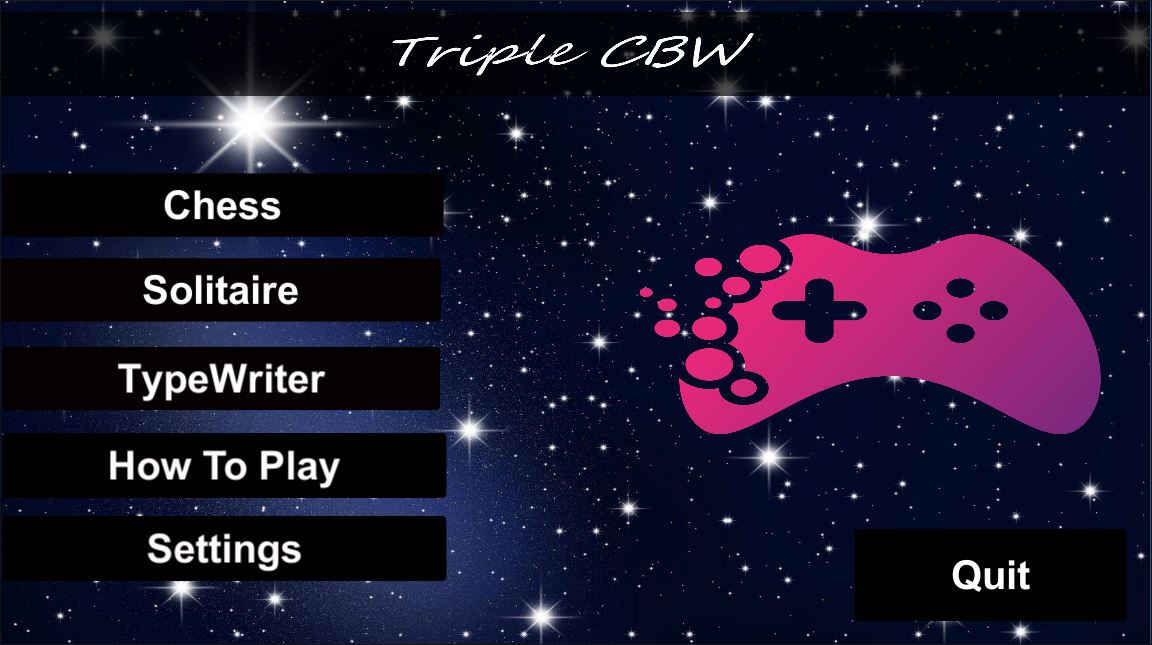 Triple CBW
Chess
Solitaire
TypeWriter
How To Play
Settings
Quit